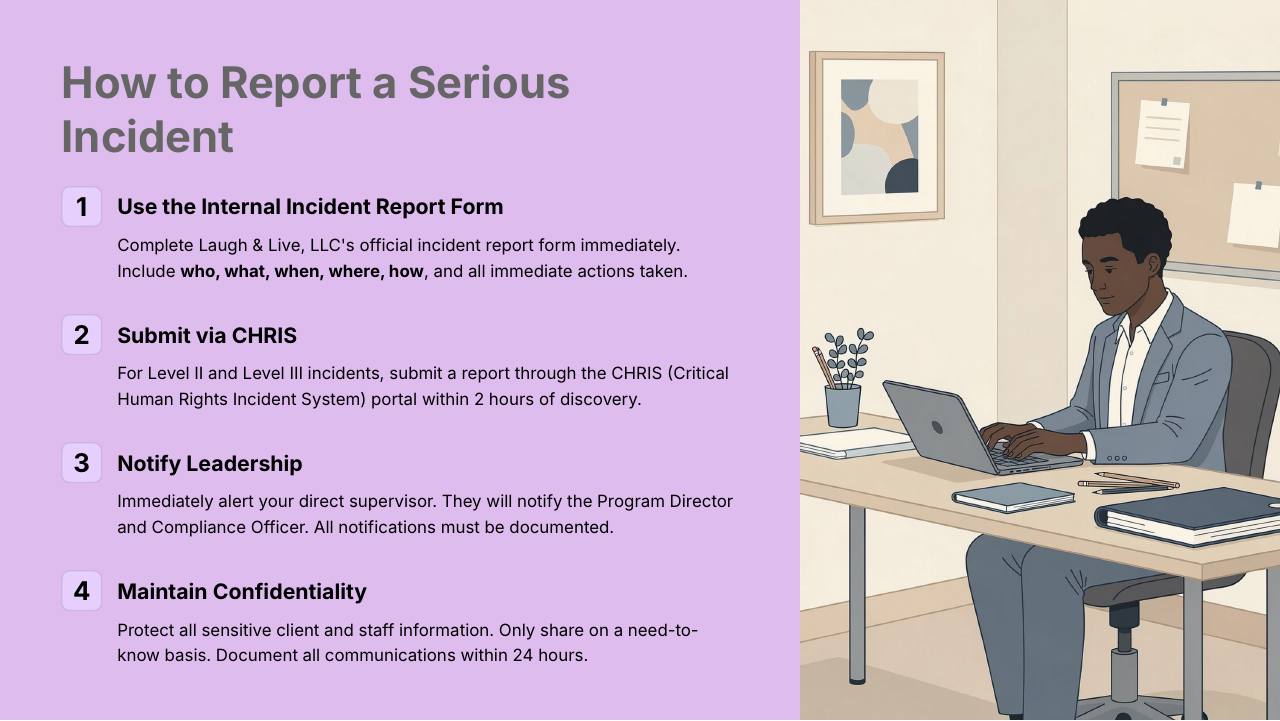 How to Report a Serious
Incident
1
Use the Internal Incident Report Form
Complete Laugh & Live, LLC's official incident report form immediately.
Include who, what, when, where, how, and all immediate actions taken.
2
Submit via CHRIS
For Level II and Level III incidents, submit a report through the CHRIS (Critical
Human Rights Incident System) portal within 2 hours of discovery.
3
Notify Leadership
Immediately alert your direct supervisor. They will notify the Program Director
and Compliance Officer. All notifications must be documented.
4
Maintain Confidentiality
Protect all sensitive client and staff information. Only share on a need-to-
know basis. Document all communications within 24 hours.